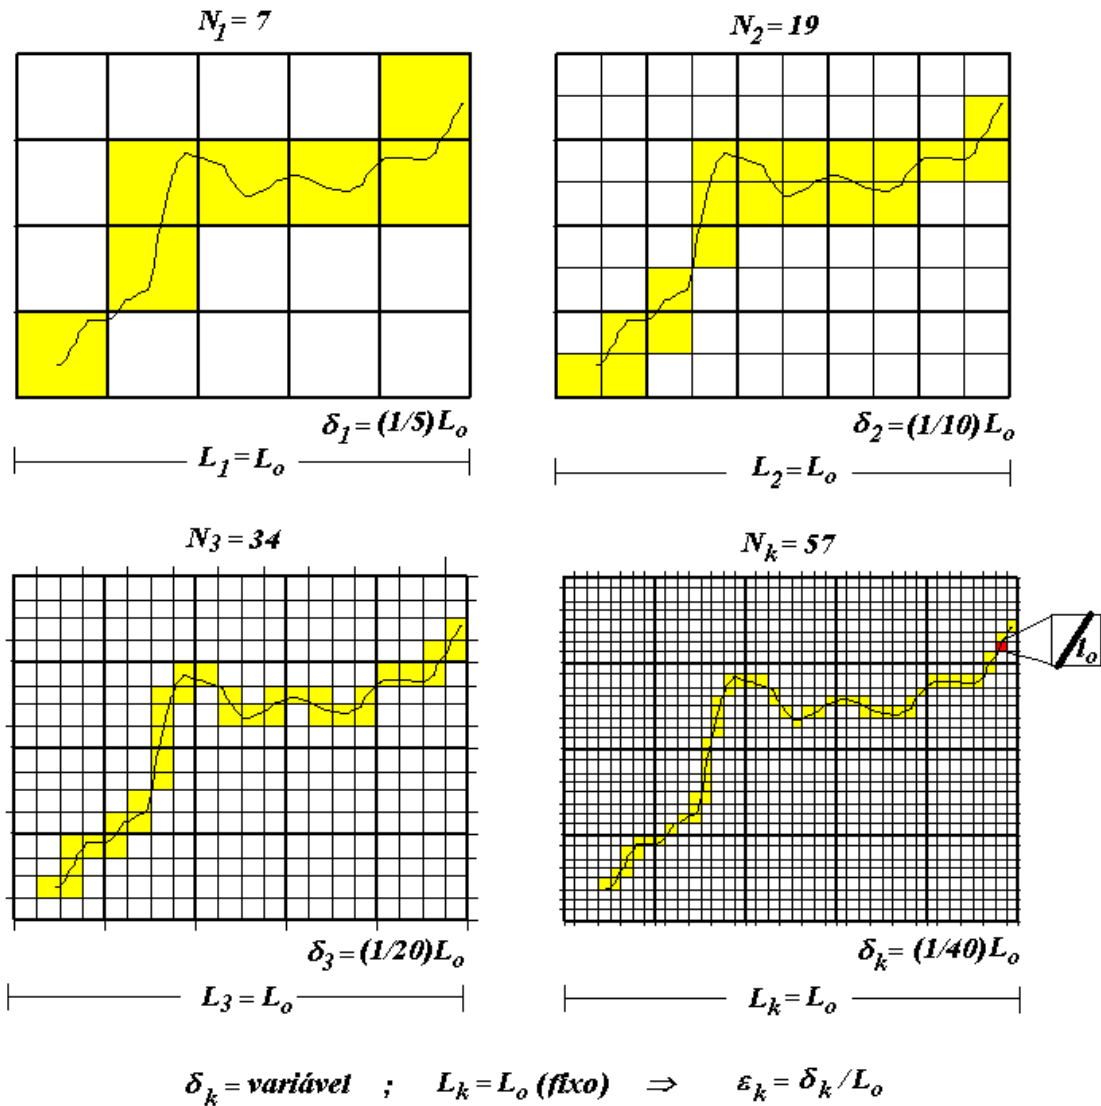 N₁ = 7
N₂ = 19
δ₁ = (1/5)Lₒ
δ₂ = (1/10)Lₒ
L₁ = Lₒ
L₂ = Lₒ
N₃ = 34
Nₖ = 57
lₒ
δ₃ = (1/20)Lₒ
δₖ = (1/40)Lₒ
L₃ = Lₒ
Lₖ = Lₒ
δₖ = variável ; Lₖ = Lₒ (fixo) ⇒ εₖ = δₖ / Lₒ